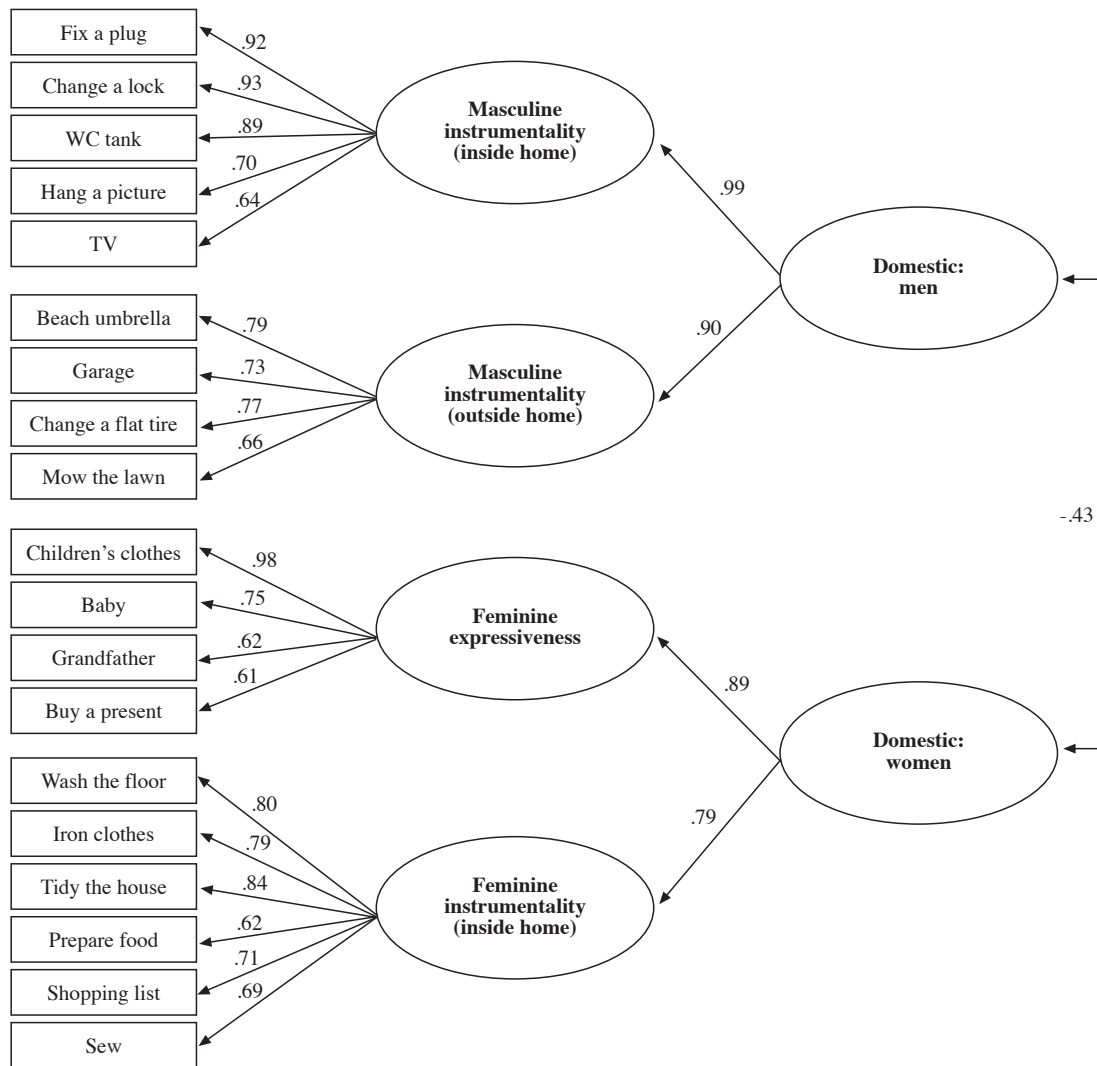 Fix a plug
Change a lock
WC tank
Hang a picture
TV
.92
.93
.89
.70
.64
Masculine
instrumentality
(inside home)
.99
Domestic:
men
.90
Beach umbrella
Garage
Change a flat tire
Mow the lawn
.79
.73
.77
.66
Masculine
instrumentality
(outside home)
-.43
Children’s clothes
Baby
Grandfather
Buy a present
.98
.75
.62
.61
Feminine
expressiveness
.89
Domestic:
women
.79
Wash the floor
Iron clothes
Tidy the house
Prepare food
Shopping list
Sew
.80
.79
.84
.62
.71
.69
Feminine
instrumentality
(inside home)